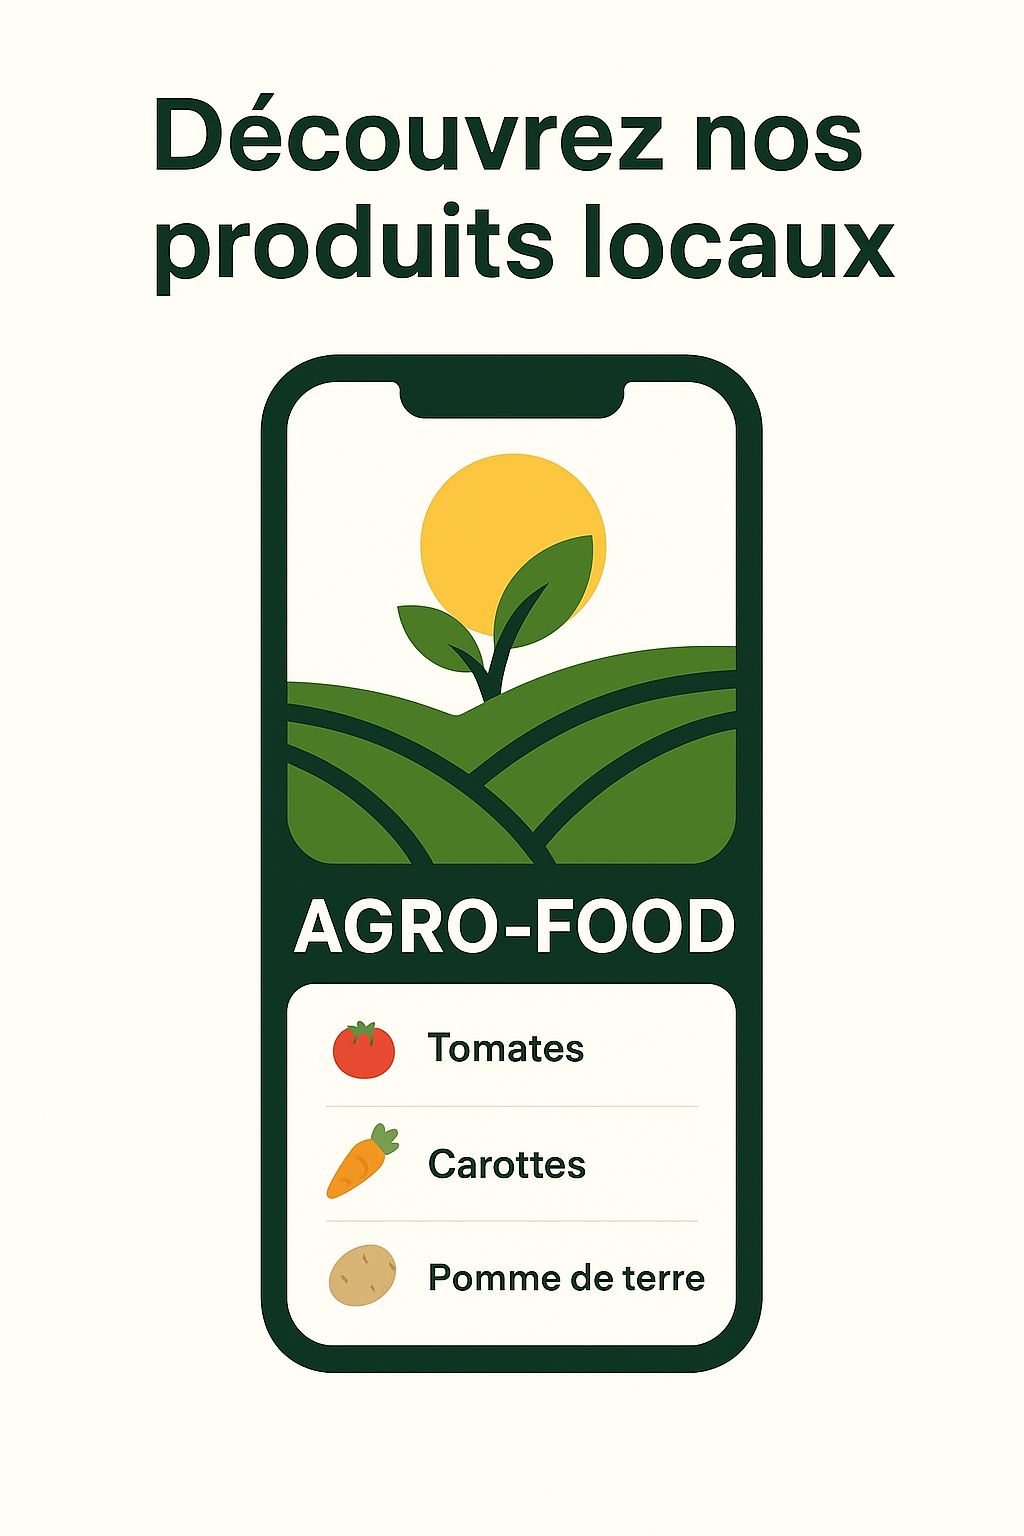 Découvrez nos
produits locaux
AGRO-FOOD
Tomates
Carottes
Pomme de terre